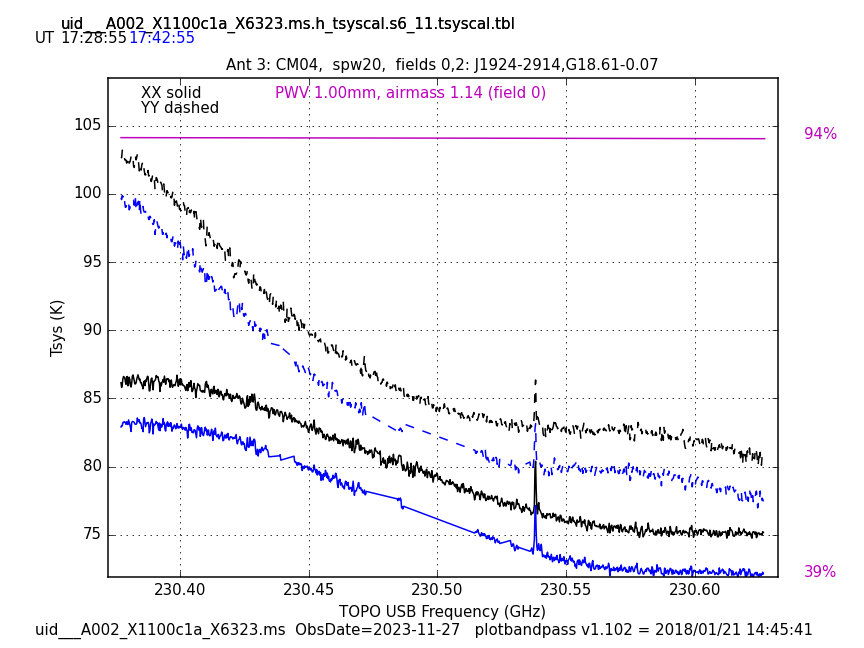 uid___A002_X1100c1a_X6323.ms.h_tsyscal.s6_11.tsyscal.tbl
UT 17:28:55 17:42:55
Ant 3: CM04, spw20, fields 0,2: J1924-2914,G18.61-0.07
XX solid PWV 1.00mm, airmass 1.14 (field 0)
YY dashed
105
94%
100
95
90
Tsys (K)
85
80
75
39%
230.40 230.45 230.50 230.55 230.60
TOPO USB Frequency (GHz)
uid___A002_X1100c1a_X6323.ms ObsDate=2023-11-27 plotbandpass v1.102 = 2018/01/21 14:45:41